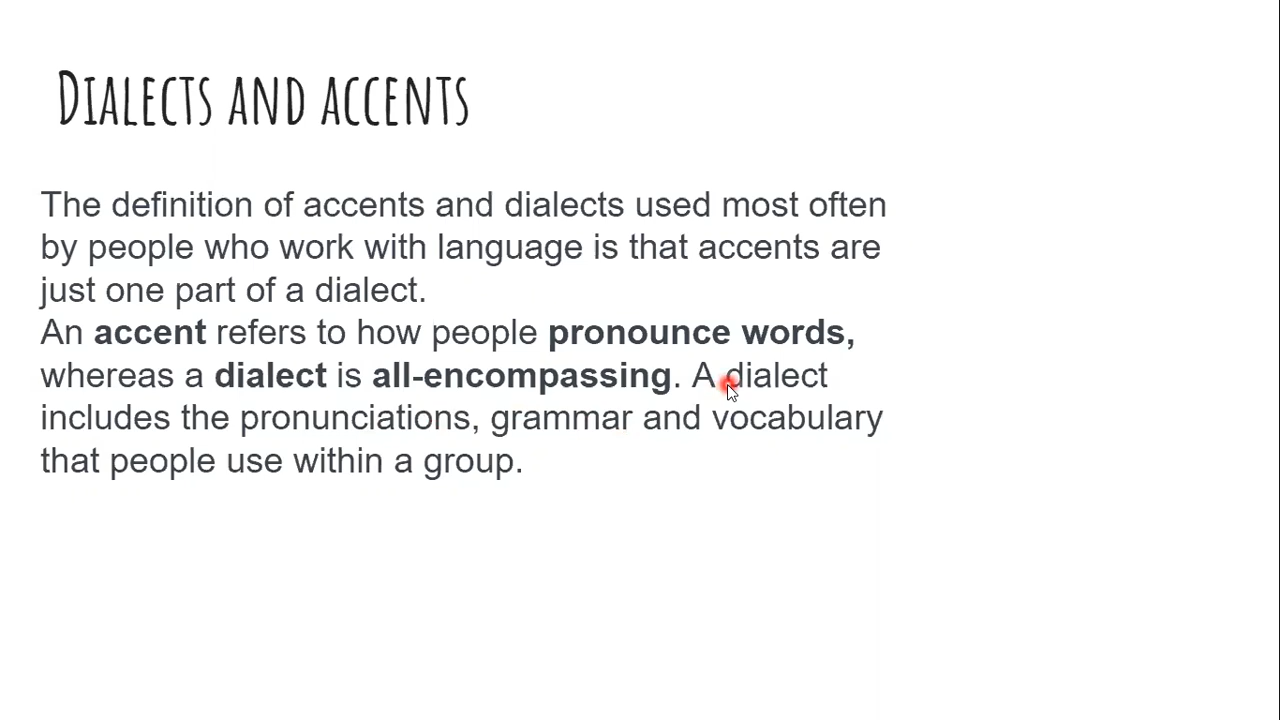 Dialects and accents
The definition of accents and dialects used most often
by people who work with language is that accents are
just one part of a dialect.
An accent refers to how people pronounce words,
whereas a dialect is all-encompassing. A dialect
includes the pronunciations, grammar and vocabulary
that people use within a group.